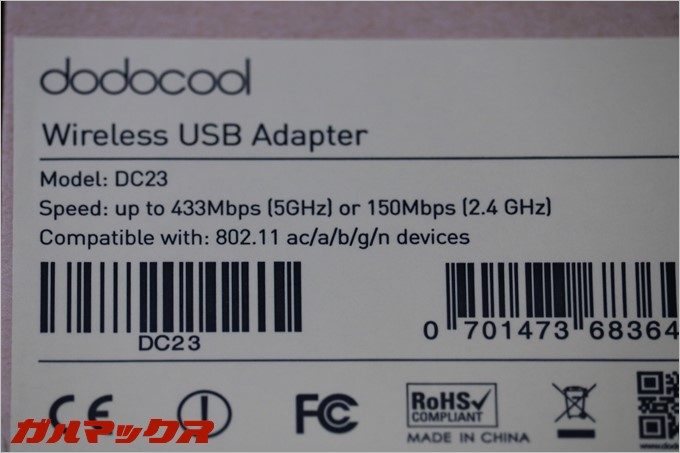 dodocool
Wireless USB Adapter
Model: DC23
Speed: up to 433Mbps (5GHz) or 150Mbps (2.4 GHz)
Compatible with: 802.11 ac/a/b/g/n devices
DC23
0 701473 68364
CE FC RoHS
COMPLIANT
MADE IN CHINA
www.dodo
ガルマックス